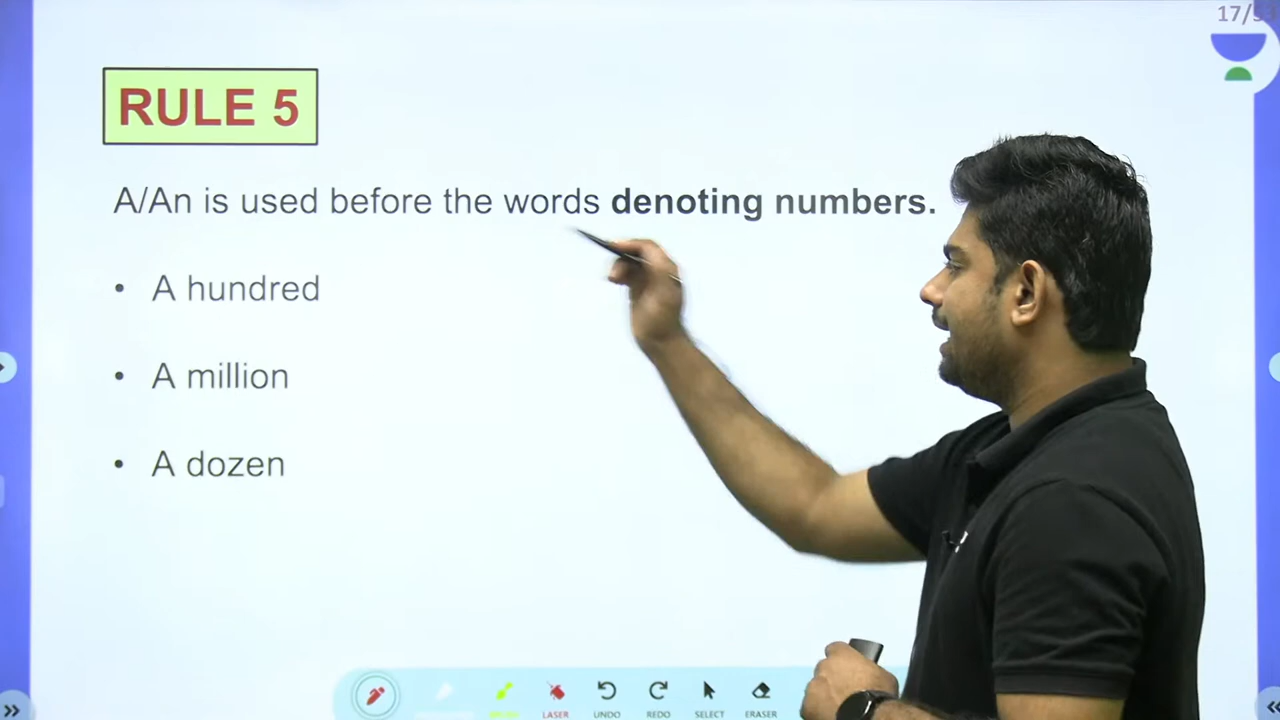 RULE 5
A/An is used before the words denoting numbers.
• A hundred
• A million
• A dozen
LASER
UNDO
REDO
SELECT
ERASER